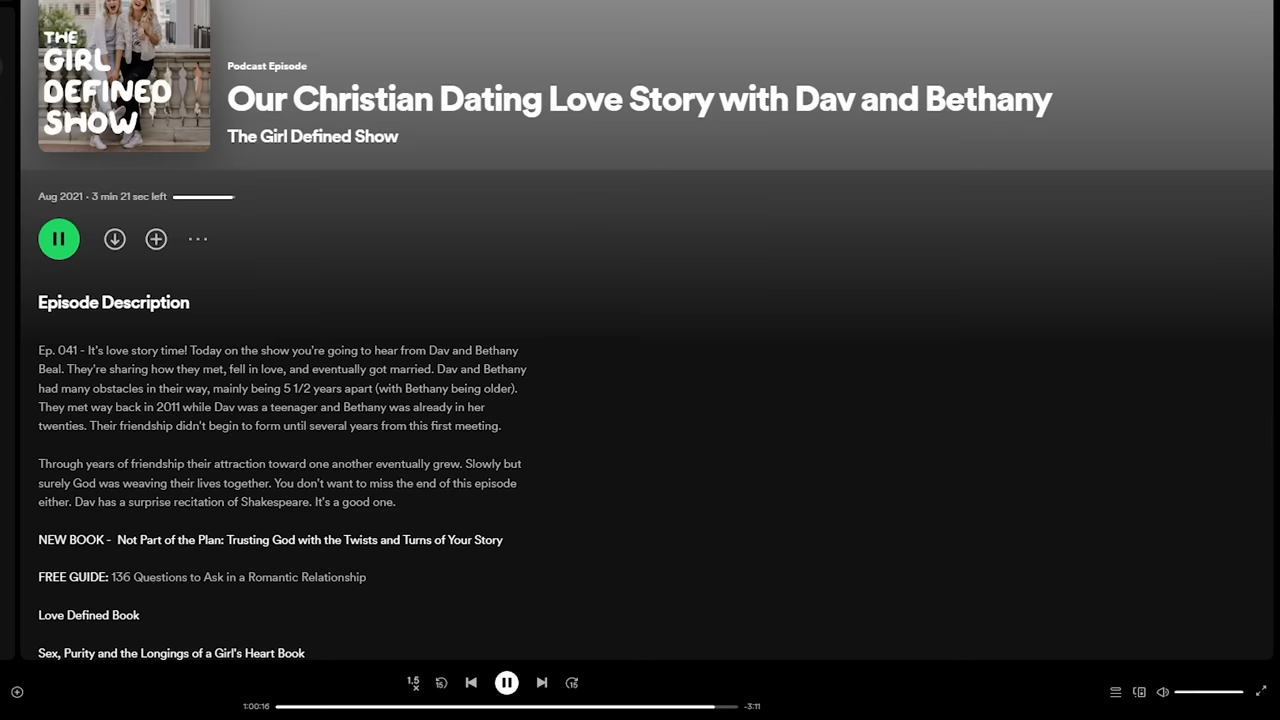 THE
GIRL
DEFINED
SHOW
Podcast Episode
Our Christian Dating Love Story with Dav and Bethany
The Girl Defined Show
Aug 2021 · 3 min 21 sec left
Episode Description
Ep. 041 - It's love story time! Today on the show you're going to hear from Dav and Bethany
Beal. They're sharing how they met, fell in love, and eventually got married. Dav and Bethany
had many obstacles in their way, mainly being 5 1/2 years apart (with Bethany being older).
They met way back in 2011 while Dav was a teenager and Bethany was already in her
twenties. Their friendship didn't begin to form until several years from this first meeting.
Through years of friendship their attraction toward one another eventually grew. Slowly but
surely God was weaving their lives together. You don't want to miss the end of this episode
either. Dav has a surprise recitation of Shakespeare. It's a good one.
NEW BOOK - Not Part of the Plan: Trusting God with the Twists and Turns of Your Story
FREE GUIDE: 136 Questions to Ask in a Romantic Relationship
Love Defined Book
Sex, Purity and the Longings of a Girl's Heart Book
1.5x
15
15
1:00:16
-3:11